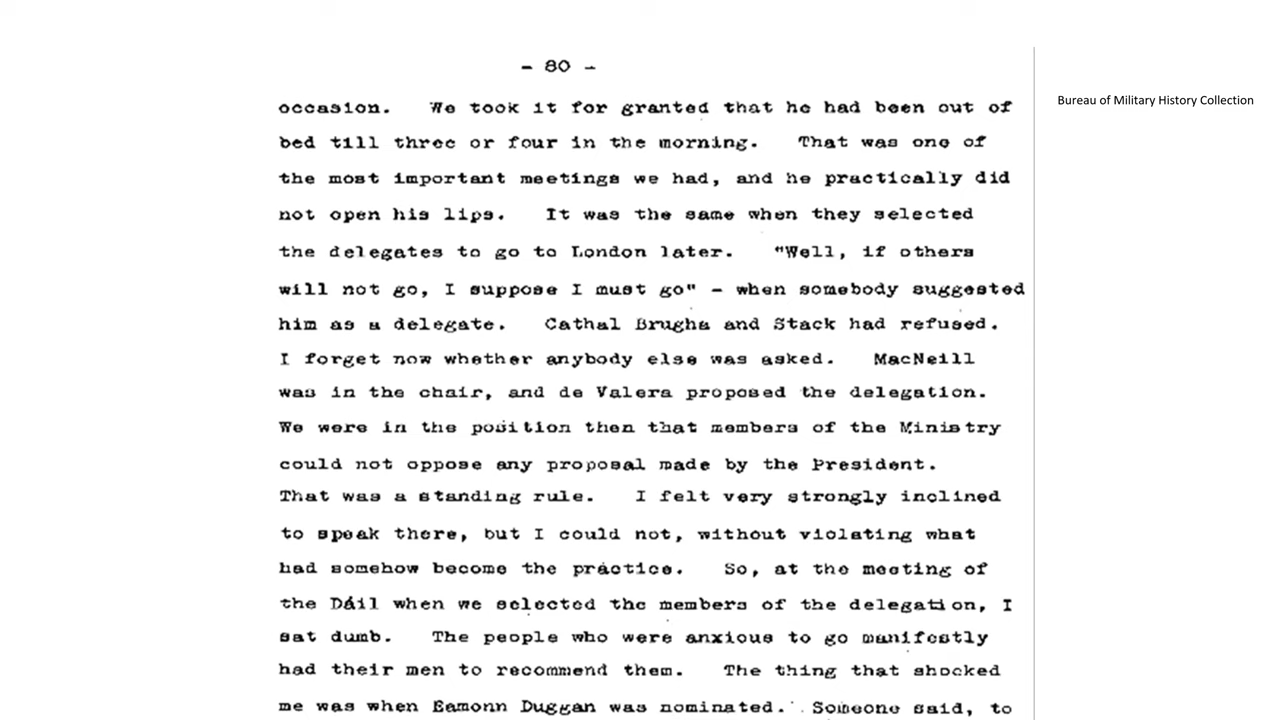 - 80 -
Bureau of Military History Collection
occasion. We took it for granted that he had been out of
bed till three or four in the morning. That was one of
the most important meetings we had, and he practically did
not open his lips. It was the same when they selected
the delegates to go to London later. "Well, if others
will not go, I suppose I must go" - when somebody suggested
him as a delegate. Cathal Brugha and Stack had refused.
I forget now whether anybody else was asked. MacNeill
was in the chair, and de Valera proposed the delegation.
We were in the position then that members of the Ministry
could not oppose any proposal made by the President.
That was a standing rule. I felt very strongly inclined
to speak there, but I could not, without violating what
had somehow become the practice. So, at the meeting of
the Dáil when we selected the members of the delegation, I
sat dumb. The people who were anxious to go manifestly
had their men to recommend them. The thing that shocked
me was when Eamonn Duggan was nominated. Someone said, to